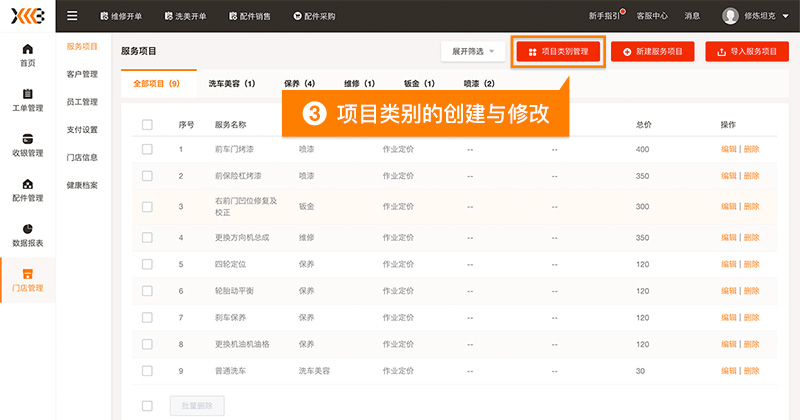 维修开单 洗美开单 配件销售 配件采购 新手指引 客服中心 消息 修炼坦克
首页
工单管理
收银管理
配件管理
数据报表
门店管理
服务项目
客户管理
员工管理
支付设置
门店信息
健康档案
服务项目 展开筛选 项目类别管理 新建服务项目 导入服务项目
全部项目（9） 洗车美容（1） 保养（4） 维修（1） 钣金（1） 喷漆（2）
3 项目类别的创建与修改
序号 服务名称 总价 操作
1 前车门烤漆 喷漆 作业定价 -- -- 400 编辑 | 删除
2 前保险杠烤漆 喷漆 作业定价 -- -- 350 编辑 | 删除
3 右前门凹位修复及 钣金 作业定价 -- -- 300 编辑 | 删除
校正
4 更换方向机总成 维修 作业定价 -- -- 350 编辑 | 删除
5 四轮定位 保养 作业定价 -- -- 120 编辑 | 删除
6 轮胎动平衡 保养 作业定价 -- -- 120 编辑 | 删除
7 刹车保养 保养 作业定价 -- -- 120 编辑 | 删除
8 更换机油机油格 保养 作业定价 -- -- 120 编辑 | 删除
9 普通洗车 洗车美容 作业定价 -- -- 30 编辑 | 删除
批量删除